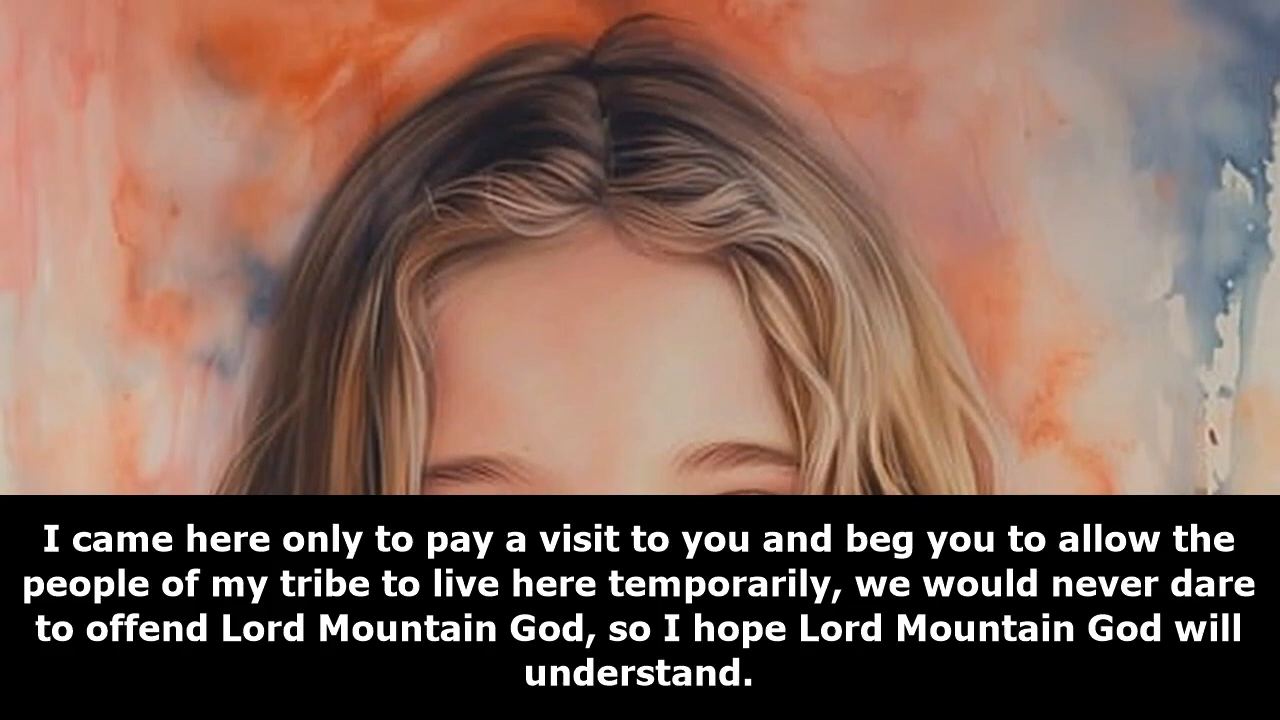 I came here only to pay a visit to you and beg you to allow the
people of my tribe to live here temporarily, we would never dare
to offend Lord Mountain God, so I hope Lord Mountain God will
understand.